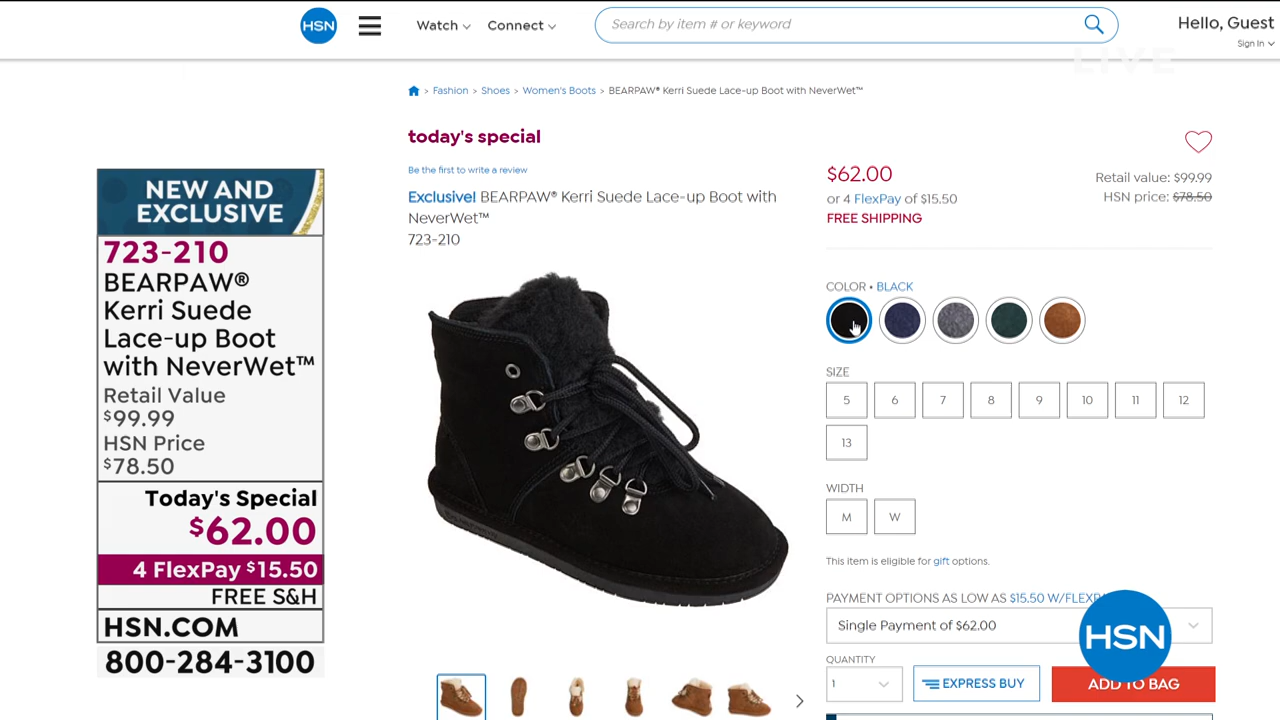 HSN
Watch
Connect
Search by item # or keyword
Hello, Guest
Sign In
LIVE
> Fashion > Shoes > Women's Boots > BEARPAW® Kerri Suede Lace-up Boot with NeverWet™
today's special
Be the first to write a review
Exclusive! BEARPAW® Kerri Suede Lace-up Boot with
NeverWet™
723-210
$62.00
or 4 FlexPay of $15.50
FREE SHIPPING
Retail value: $99.99
HSN price: $78.50
COLOR • BLACK
SIZE
5 6 7 8 9 10 11 12
13
WIDTH
M W
This item is eligible for gift options.
PAYMENT OPTIONS AS LOW AS $15.50 W/FLEXP
Single Payment of $62.00
QUANTITY
1
EXPRESS BUY
ADD TO BAG
HSN
NEW AND
EXCLUSIVE
723-210
BEARPAW®
Kerri Suede
Lace-up Boot
with NeverWet™
Retail Value
$99.99
HSN Price
$78.50
Today's Special
$62.00
4 FlexPay $15.50
FREE S&H
HSN.COM
800-284-3100